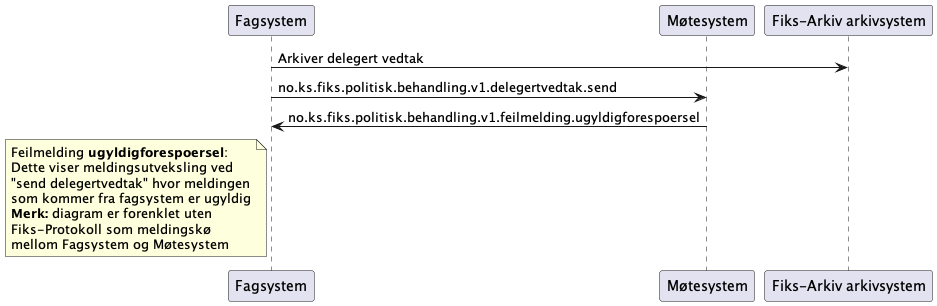 Fagsystem
Møtesystem
Fiks-Arkiv arkivsystem
Arkiver delegert vedtak
no.ks.fiks.politisk.behandling.v1.delegertvedtak.send
no.ks.fiks.politisk.behandling.v1.feilmelding.ugyldigforespoersel
Feilmelding ugyldigforespoersel:
Dette viser meldingsutveksling ved
"send delegertvedtak" hvor meldingen
som kommer fra fagsystem er ugyldig
Merk: diagram er forenklet uten
Fiks-Protokoll som meldingskø
mellom Fagsystem og Møtesystem
Fagsystem
Møtesystem
Fiks-Arkiv arkivsystem